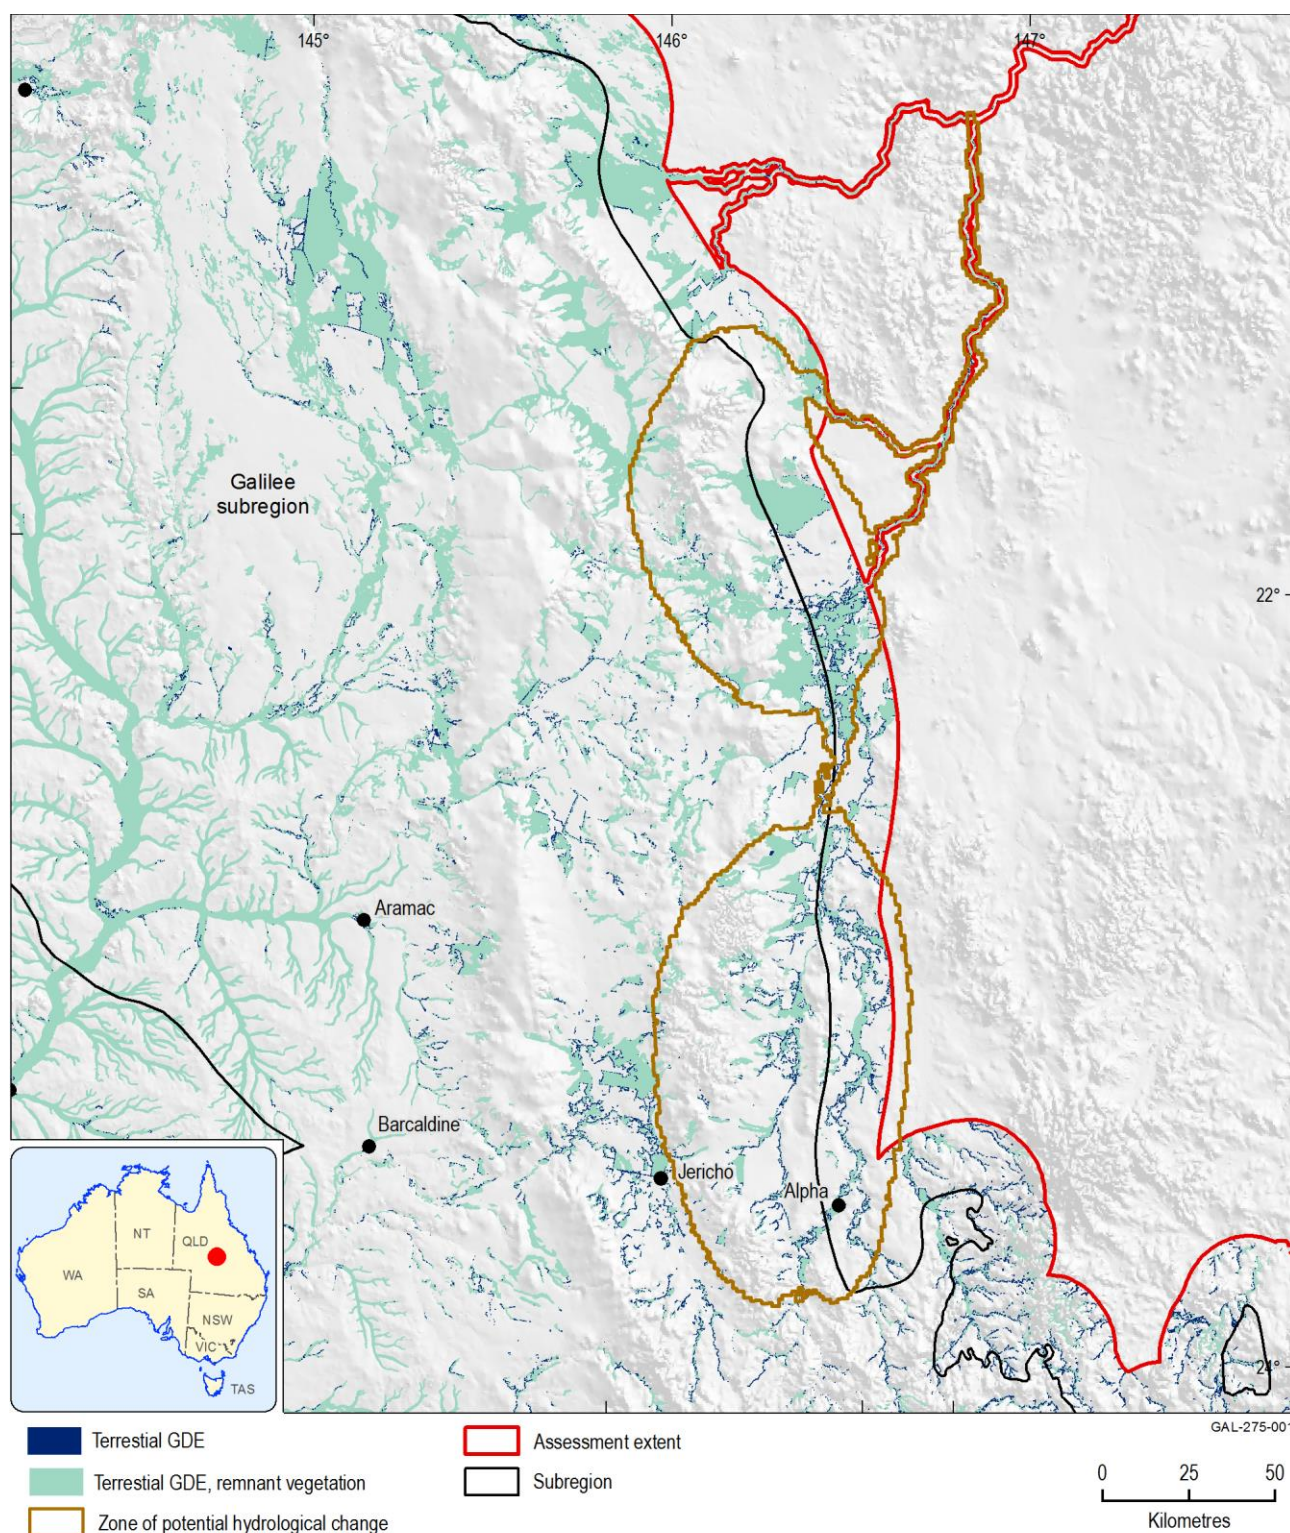 145°
146°
147°
Galilee
subregion
22°
Aramac
Barcaldine
Jericho
Alpha
24°
NT
QLD
WA
SA
NSW
VIC
TAS
GAL-275-001
Terrestial GDE
Terrestial GDE, remnant vegetation
Zone of potential hydrological change
Assessment extent
Subregion
0 25 50
Kilometres